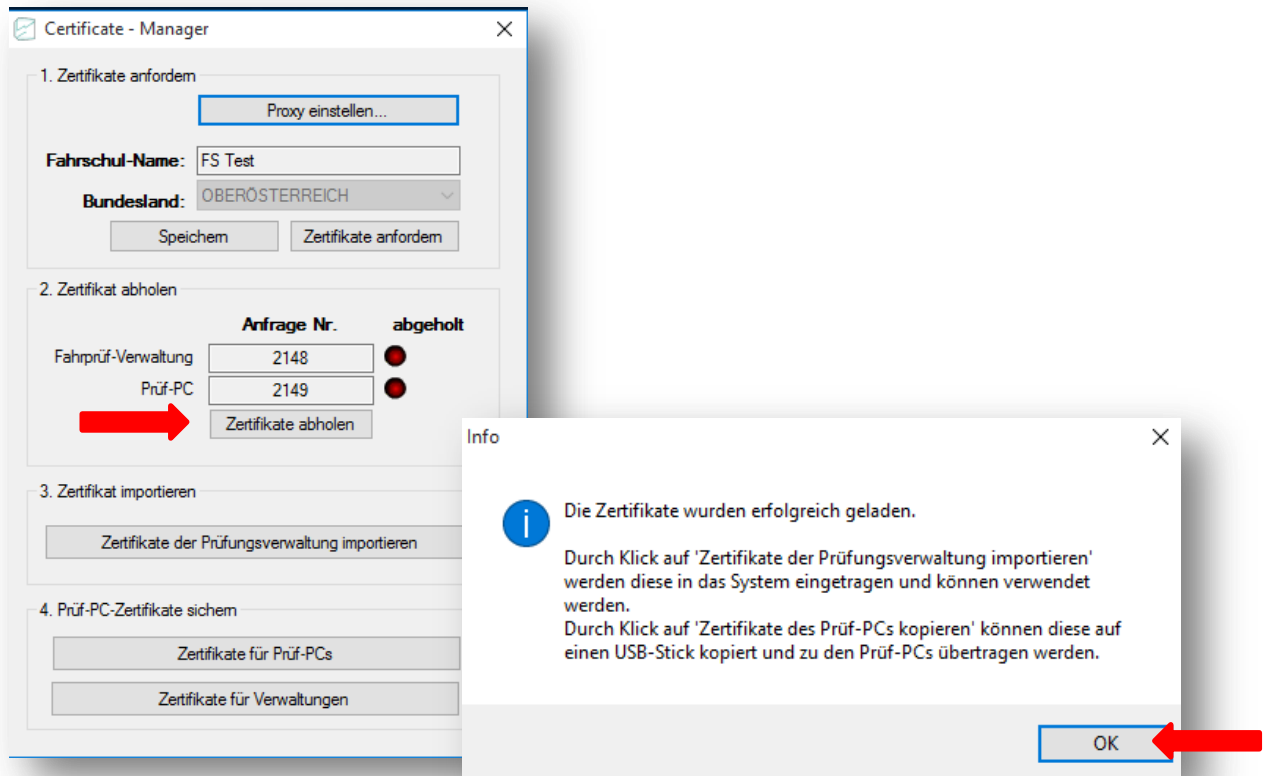 Certificate - Manager
1. Zertifikate anfordern
Proxy einstellen...
Fahrschul-Name: FS Test
Bundesland: OBERÖSTERREICH
Speichern Zertifikate anfordern
2. Zertifikat abholen
Anfrage Nr. abgeholt
Fahrprüf-Verwaltung 2148
Prüf-PC 2149
Zertifikate abholen
3. Zertifikat importieren
Zertifikate der Prüfungsverwaltung importieren
4. Prüf-PC-Zertifikate sichern
Zertifikate für Prüf-PCs
Zertifikate für Verwaltungen
Info
Die Zertifikate wurden erfolgreich geladen.
Durch Klick auf 'Zertifikate der Prüfungsverwaltung importieren'
werden diese in das System eingetragen und können verwendet
werden.
Durch Klick auf 'Zertifikate des Prüf-PCs kopieren' können diese auf
einen USB-Stick kopiert und zu den Prüf-PCs übertragen werden.
OK